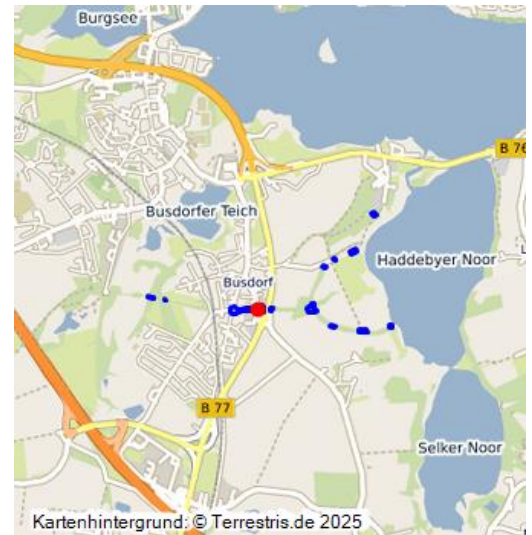 Burgsee
B 76
Busdorfer Teich
Haddebyer Noor
Busdorf
B 77
Selker Noor
Kartenhintergrund: © Terrestris.de 2025